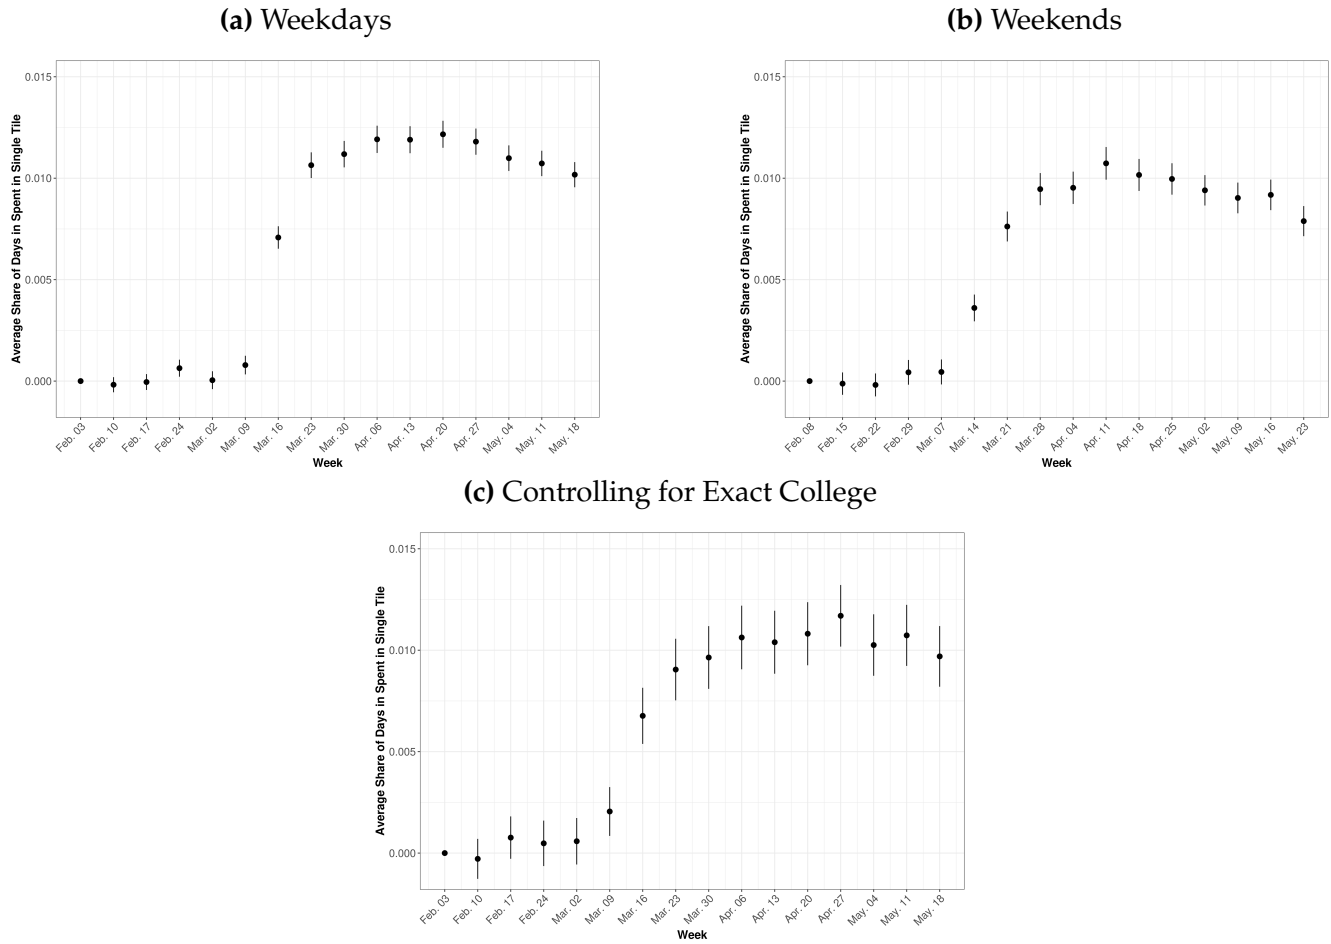 (a) Weekdays
Average Share of Days in Spent in Single Tile
0.015
0.010
0.005
0.000
Feb. 03 Feb. 10 Feb. 17 Feb. 24 Mar. 02 Mar. 09 Mar. 16 Mar. 23 Mar. 30 Apr. 06 Apr. 13 Apr. 20 Apr. 27 May. 04 May. 11 May. 18
Week
(b) Weekends
Average Share of Days in Spent in Single Tile
0.015
0.010
0.005
0.000
Feb. 08 Feb. 15 Feb. 22 Feb. 29 Mar. 07 Mar. 14 Mar. 21 Mar. 28 Apr. 04 Apr. 11 Apr. 18 Apr. 25 May. 02 May. 09 May. 16 May. 23
Week
(c) Controlling for Exact College
Average Share of Days in Spent in Single Tile
0.015
0.010
0.005
0.000
Feb. 03 Feb. 10 Feb. 17 Feb. 24 Mar. 02 Mar. 09 Mar. 16 Mar. 23 Mar. 30 Apr. 06 Apr. 13 Apr. 20 Apr. 27 May. 04 May. 11 May. 18
Week